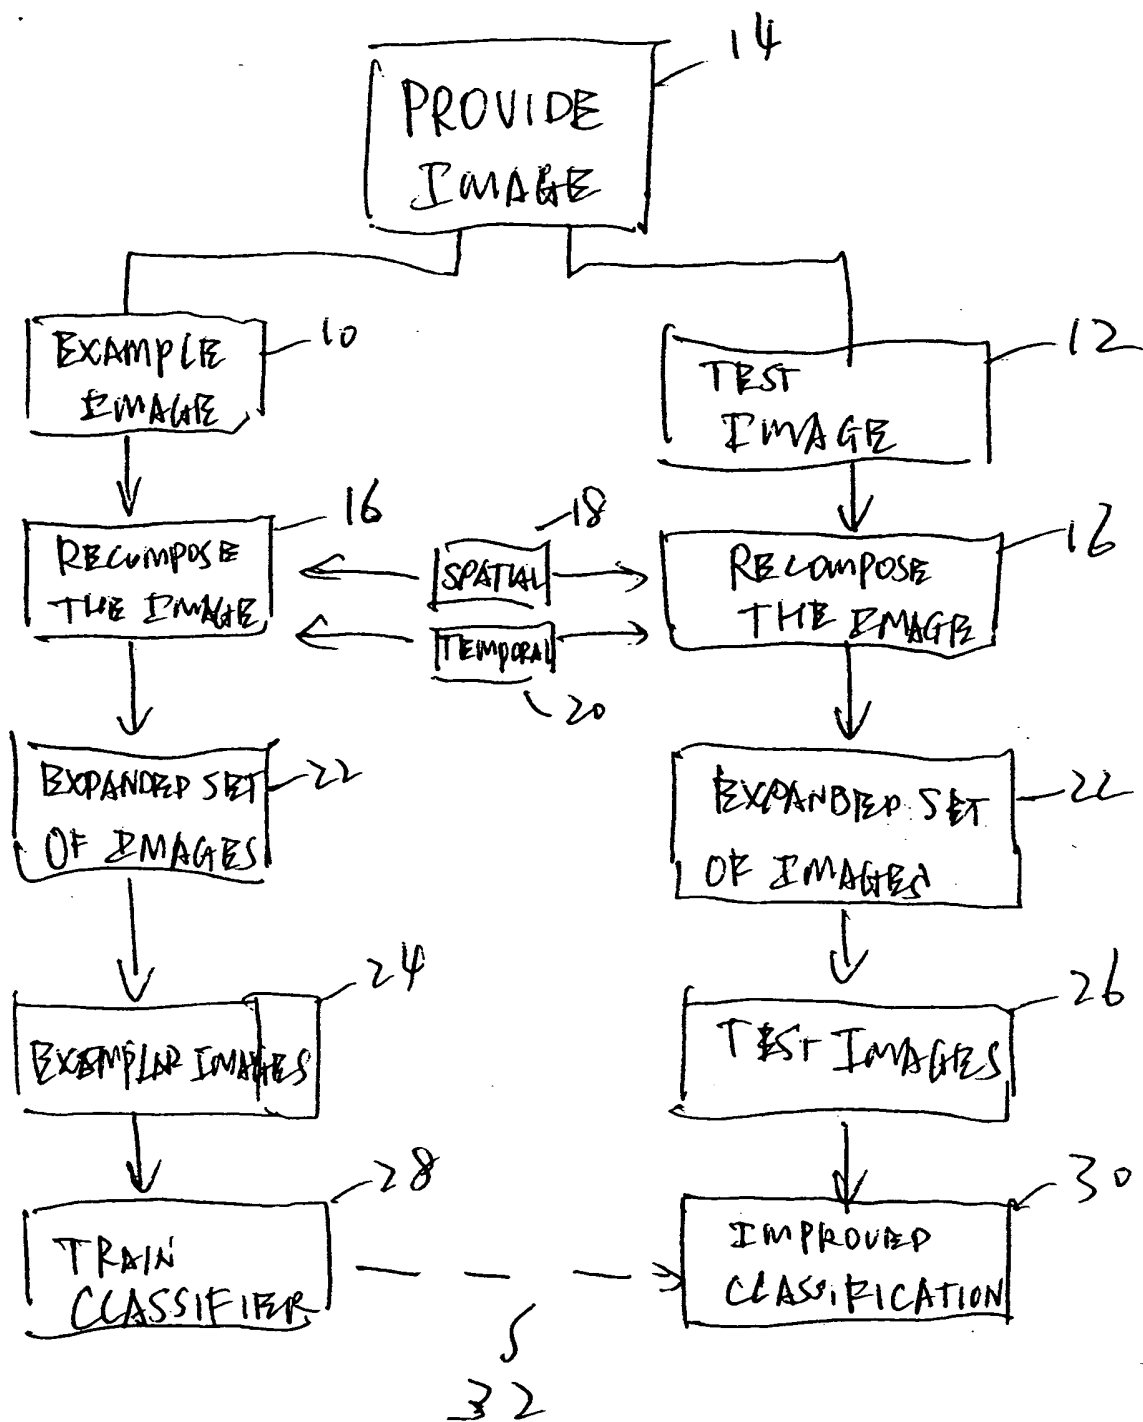 14
PROVIDE
IMAGE
10
EXAMPLE
IMAGE
12
TEST
IMAGE
16
RECOMPOSE
THE IMAGE
18
SPATIAL
TEMPORAL
20
16
RECOMPOSE
THE IMAGE
22
EXPANDED SET
OF IMAGES
22
EXPANDED SET
OF IMAGES
24
EXEMPLAR IMAGES
26
TEST IMAGES
28
TRAIN
CLASSIFIER
30
IMPROVED
CLASSIFICATION
32